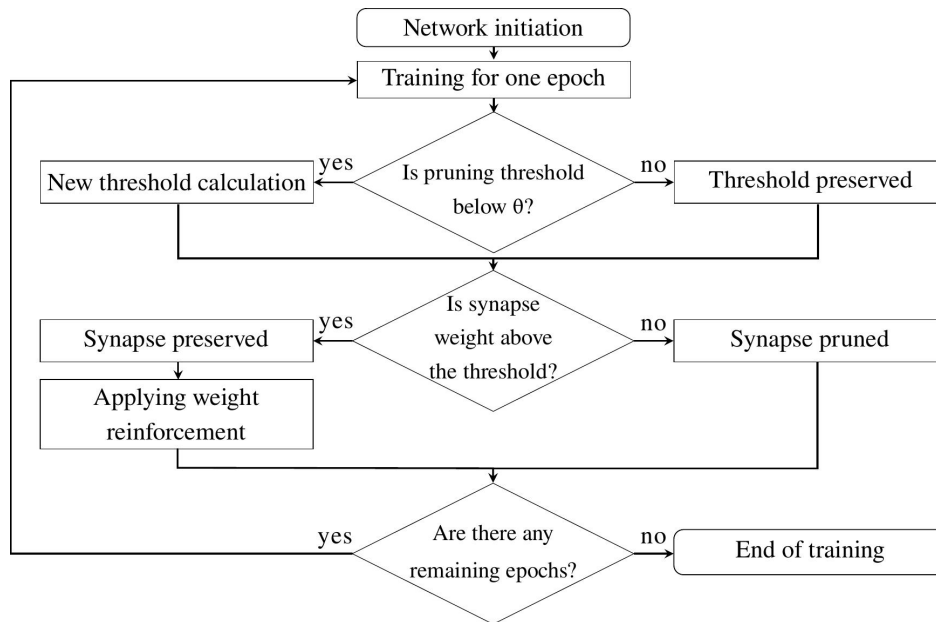 Network initiation
Training for one epoch
yes
no
New threshold calculation
Is pruning threshold
below θ?
Threshold preserved
yes
no
Synapse preserved
Is synapse
weight above
the threshold?
Synapse pruned
Applying weight
reinforcement
yes
no
Are there any
remaining epochs?
End of training